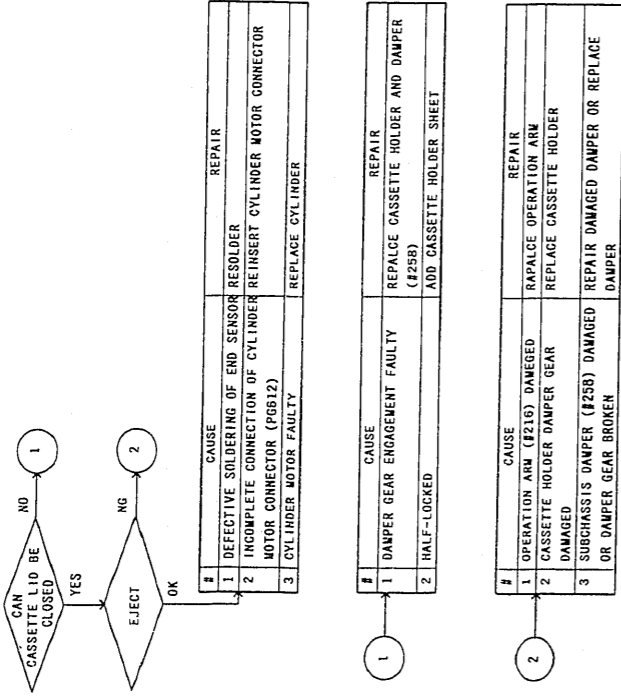 CAN
CASSETTE LID BE
CLOSED
NO
1
YES
EJECT
NG
2
OK
# CAUSE REPAIR
1 DEFECTIVE SOLDERING OF END SENSOR RESOLDER
2 INCOMPLETE CONNECTION OF CYLINDER REINSERT CYLINDER MOTOR CONNECTOR
MOTOR CONNECTOR (PG612)
3 CYLINDER MOTOR FAULTY REPLACE CYLINDER
1
# CAUSE REPAIR
1 DAMPER GEAR ENGAGEMENT FAULTY REPALCE CASSETTE HOLDER AND DAMPER
(#258)
2 HALF-LOCKED ADD CASSETTE HOLDER SHEET
2
# CAUSE REPAIR
1 OPERATION ARM (#216) DAMEGED RAPALCE OPERATION ARM
2 CASSETTE HOLDER DAMPER GEAR REPLACE CASSETTE HOLDER
DAMAGED
3 SUBCHASSIS DAMPER (#258) DAMAGED REPAIR DAMAGED DAMPER OR REPLACE
OR DAMPER GEAR BROKEN DAMPER